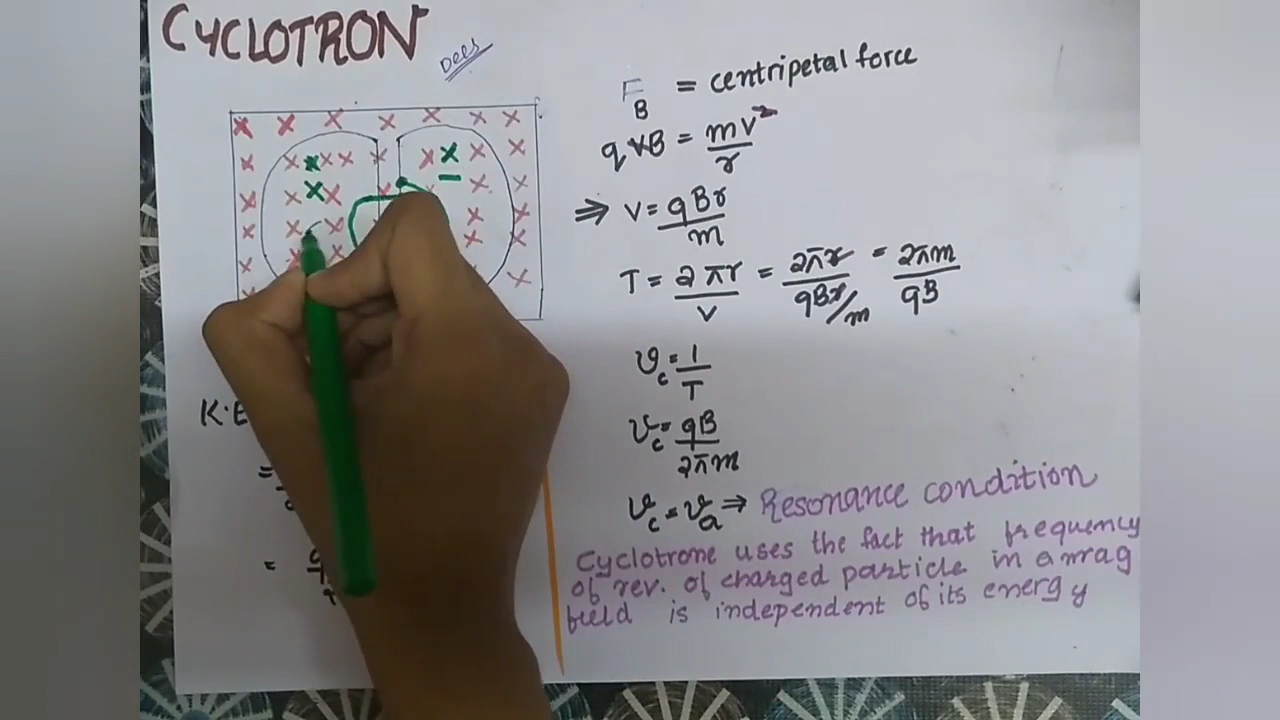 CYCLOTRON
Dees
F_B = centripetal force
qVB = mv²/r
⇒ V = qBr/m
T = 2πr/V = 2πr/qBr/m = 2πm/qB
ν_c = 1/T
ν_c = qB/2πm
ν_c = ν_a ⇒ Resonance condition
Cyclotrone uses the fact that frequency
of rev. of charged particle in a mag
field is independent of its energy
K.E
=
=